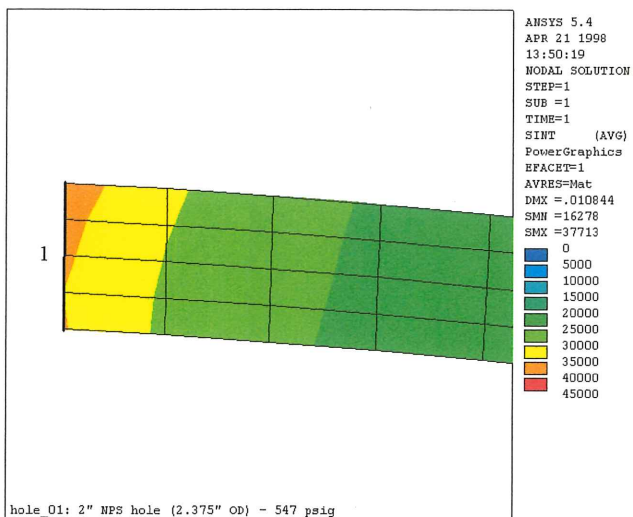 ANSYS 5.4
APR 21 1998
13:50:19
NODAL SOLUTION
STEP=1
SUB =1
TIME=1
SINT (AVG)
PowerGraphics
EFACET=1
AVRES=Mat
DMX =.010844
SMN =16278
SMX =37713
0
5000
10000
15000
20000
25000
30000
35000
40000
45000
1
hole_01: 2" NPS hole (2.375" OD) - 547 psig